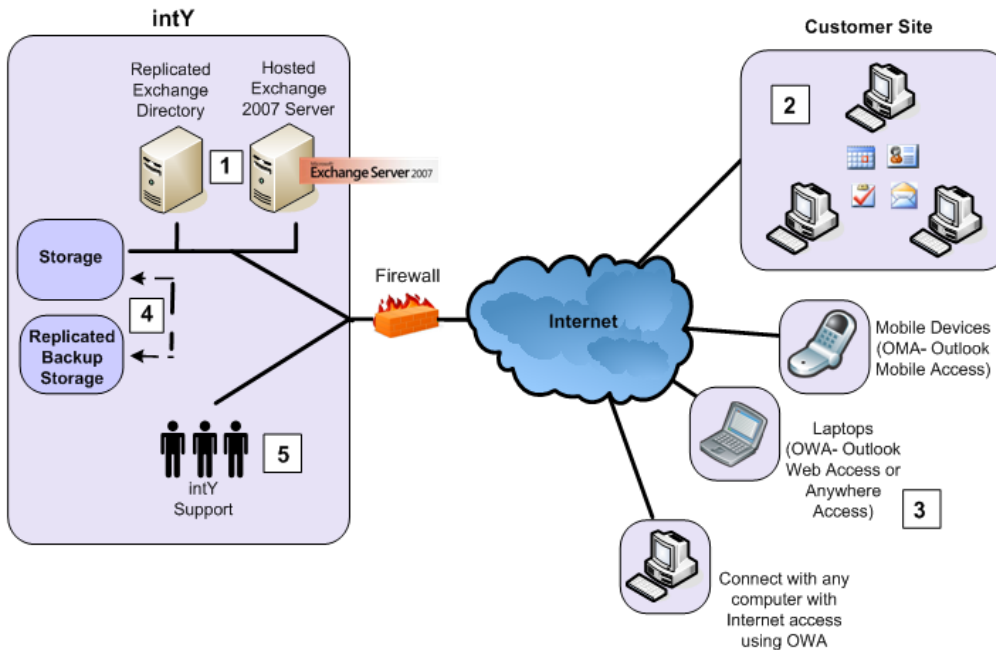 intY
Replicated
Exchange
Directory
Hosted
Exchange
2007 Server
1
Microsoft
Exchange Server 2007
Storage
4
Replicated
Backup
Storage
5
intY
Support
Firewall
Internet
Customer Site
2
Mobile Devices
(OMA- Outlook
Mobile Access)
Laptops
(OWA- Outlook
Web Access or
Anywhere
Access)
3
Connect with any
computer with
Internet access
using OWA